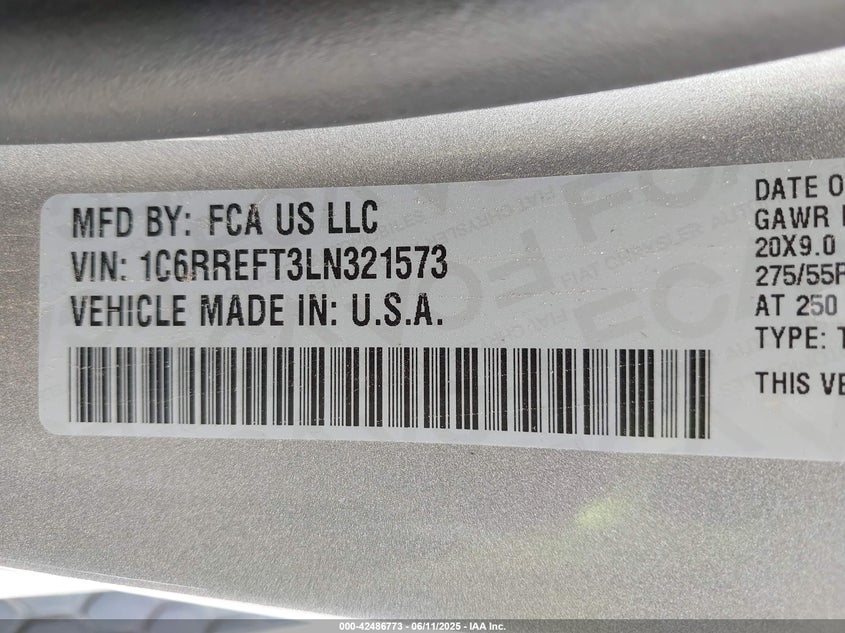 MFD BY: FCA US LLC
VIN: 1C6RREFT3LN321573
VEHICLE MADE IN: U.S.A.
DATE O
GAWR
20X9.0
275/55R
AT 250
TYPE: T
THIS VE
000-42486773 - 06/11/2025 - IAA Inc.